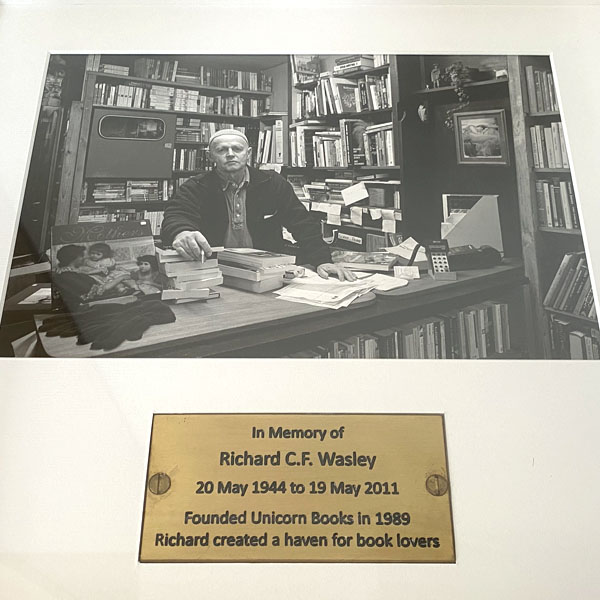 In Memory of
Richard C.F. Wasley
20 May 1944 to 19 May 2011
Founded Unicorn Books in 1989
Richard created a haven for book lovers